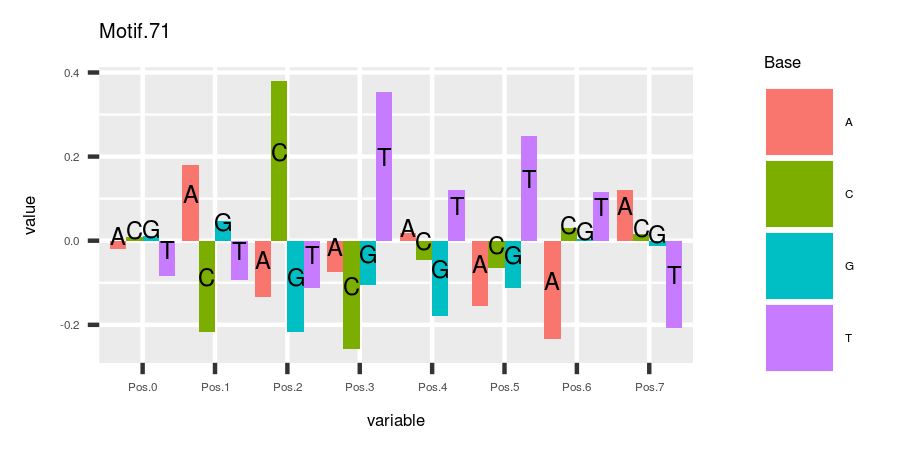 Motif.71
Base
0.4
0.2
0.0
-0.2
value
A C G T A C G T A C G T A C G T A C G T A C G T A C G T A C G T
Pos.0 Pos.1 Pos.2 Pos.3 Pos.4 Pos.5 Pos.6 Pos.7
variable
A
C
G
T